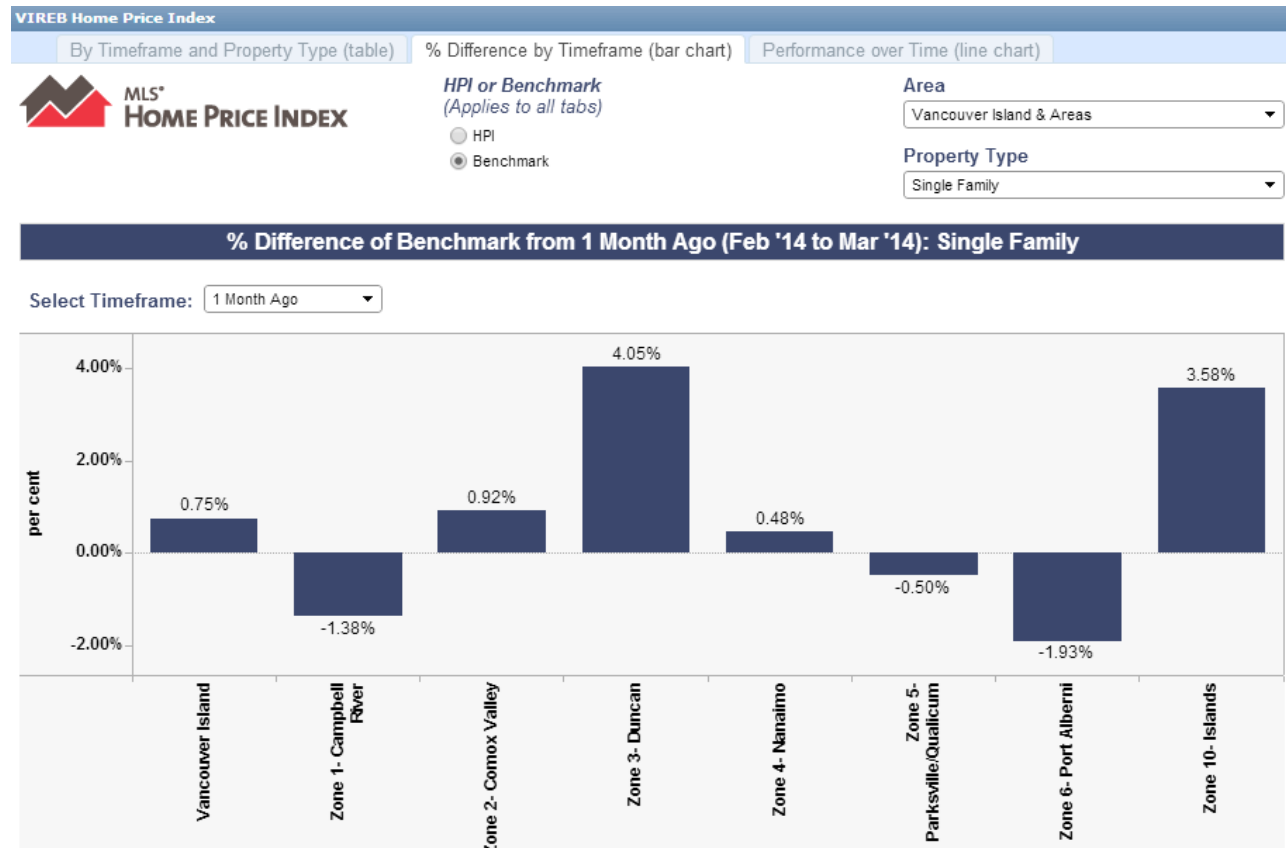 VIREB Home Price Index
By Timeframe and Property Type (table)
% Difference by Timeframe (bar chart)
Performance over Time (line chart)
MLS®
HOME PRICE INDEX
HPI or Benchmark
(Applies to all tabs)
HPI
Benchmark
Area
Vancouver Island & Areas
Property Type
Single Family
% Difference of Benchmark from 1 Month Ago (Feb '14 to Mar '14): Single Family
Select Timeframe:
1 Month Ago
per cent
4.00%
2.00%
0.00%
-2.00%
0.75%
-1.38%
0.92%
4.05%
0.48%
-0.50%
-1.93%
3.58%
Vancouver Island
Zone 1- Campbell
River
Zone 2- Comox Valley
Zone 3- Duncan
Zone 4- Nanaimo
Zone 5-
Parksville/Qualicum
Zone 6- Port Alberni
Zone 10- Islands